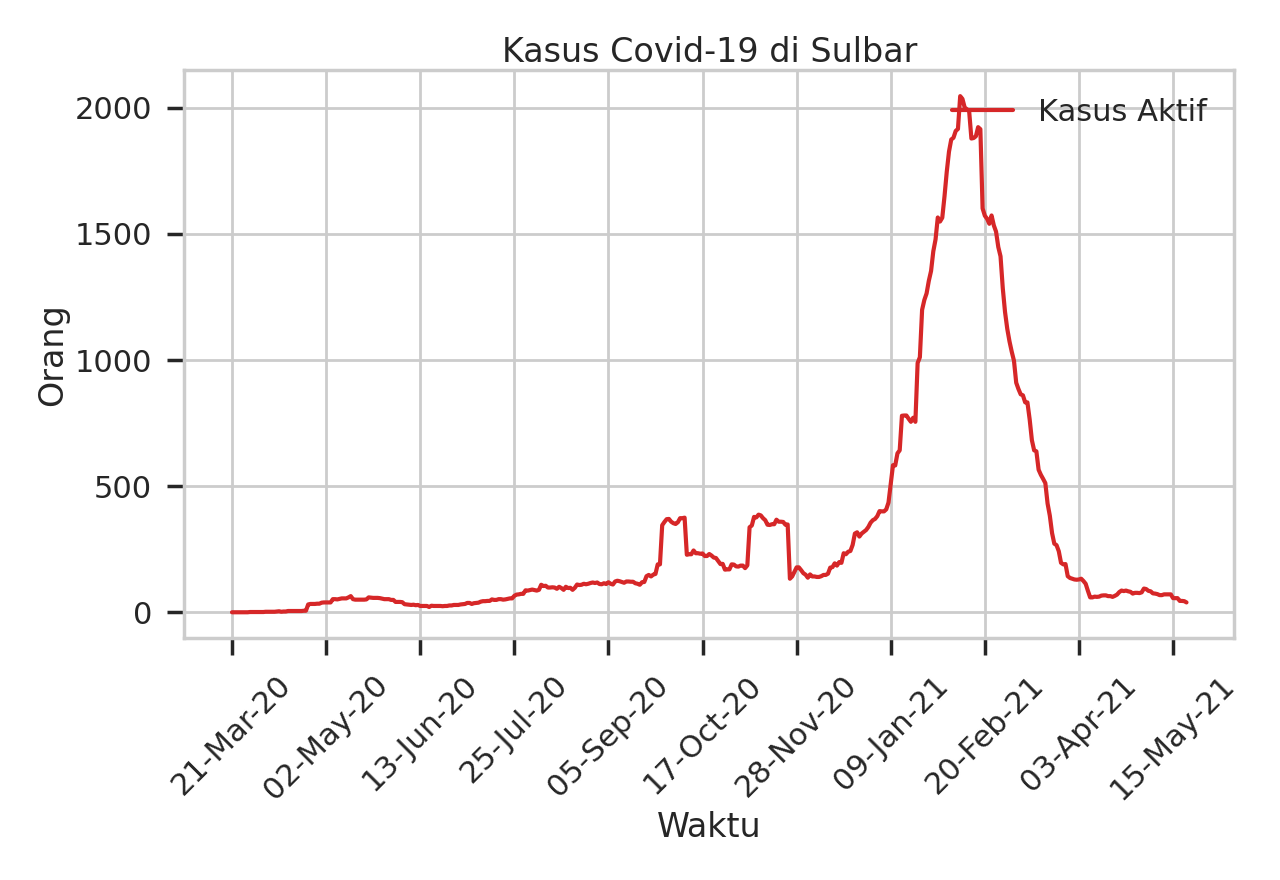 Kasus Covid-19 di Sulbar
Kasus Aktif
Orang
2000
1500
1000
500
0
21-Mar-20
02-May-20
13-Jun-20
25-Jul-20
05-Sep-20
17-Oct-20
28-Nov-20
09-Jan-21
20-Feb-21
03-Apr-21
15-May-21
Waktu